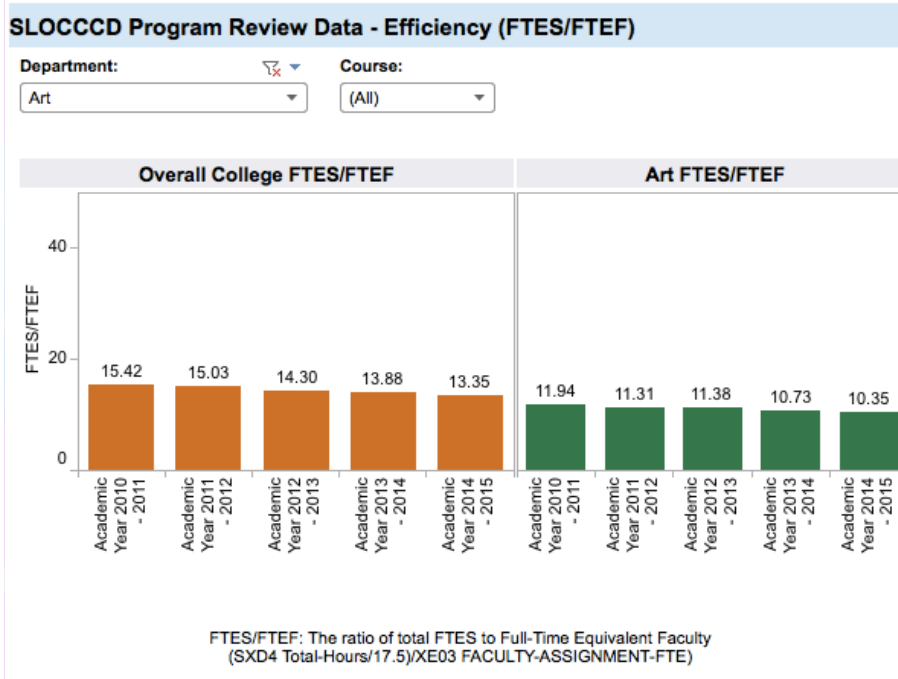 SLOCCCD Program Review Data - Efficiency (FTES/FTEF)
Department:
Course:
Art
(All)
Overall College FTES/FTEF
Art FTES/FTEF
FTES/FTEF
40
20
0
15.42
15.03
14.30
13.88
13.35
11.94
11.31
11.38
10.73
10.35
Academic
Year 2010
- 2011
Academic
Year 2011
- 2012
Academic
Year 2012
- 2013
Academic
Year 2013
- 2014
Academic
Year 2014
- 2015
Academic
Year 2010
- 2011
Academic
Year 2011
- 2012
Academic
Year 2012
- 2013
Academic
Year 2013
- 2014
Academic
Year 2014
- 2015
FTES/FTEF: The ratio of total FTES to Full-Time Equivalent Faculty
(SXD4 Total-Hours/17.5)/XE03 FACULTY-ASSIGNMENT-FTE)